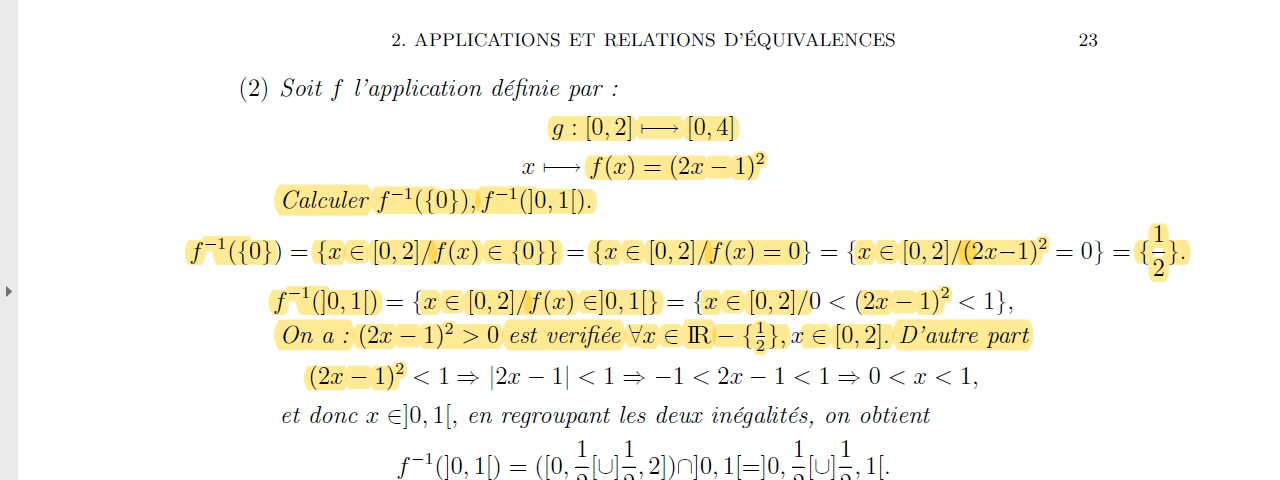 2. APPLICATIONS ET RELATIONS D'ÉQUIVALENCES 23
(2) Soit f l'application définie par :
g : [0, 2] ⟼ [0, 4]
x ⟼ f(x) = (2x − 1)²
Calculer f⁻¹({0}), f⁻¹(]0, 1[).
f⁻¹({0}) = {x ∈ [0, 2]/f(x) ∈ {0}} = {x ∈ [0, 2]/f(x) = 0} = {x ∈ [0, 2]/(2x−1)² = 0} = {1/2}.
f⁻¹(]0, 1[) = {x ∈ [0, 2]/f(x) ∈]0, 1[} = {x ∈ [0, 2]/0 < (2x − 1)² < 1},
On a : (2x − 1)² > 0 est verifiée ∀x ∈ ℝ − {1/2}, x ∈ [0, 2]. D'autre part
(2x − 1)² < 1 ⇒ |2x − 1| < 1 ⇒ −1 < 2x − 1 < 1 ⇒ 0 < x < 1,
et donc x ∈]0, 1[, en regroupant les deux inégalités, on obtient
f⁻¹(]0, 1[) = ([0, 1/2[∪]1/2, 2])∩]0, 1[=]0, 1/2[∪]1/2, 1[.